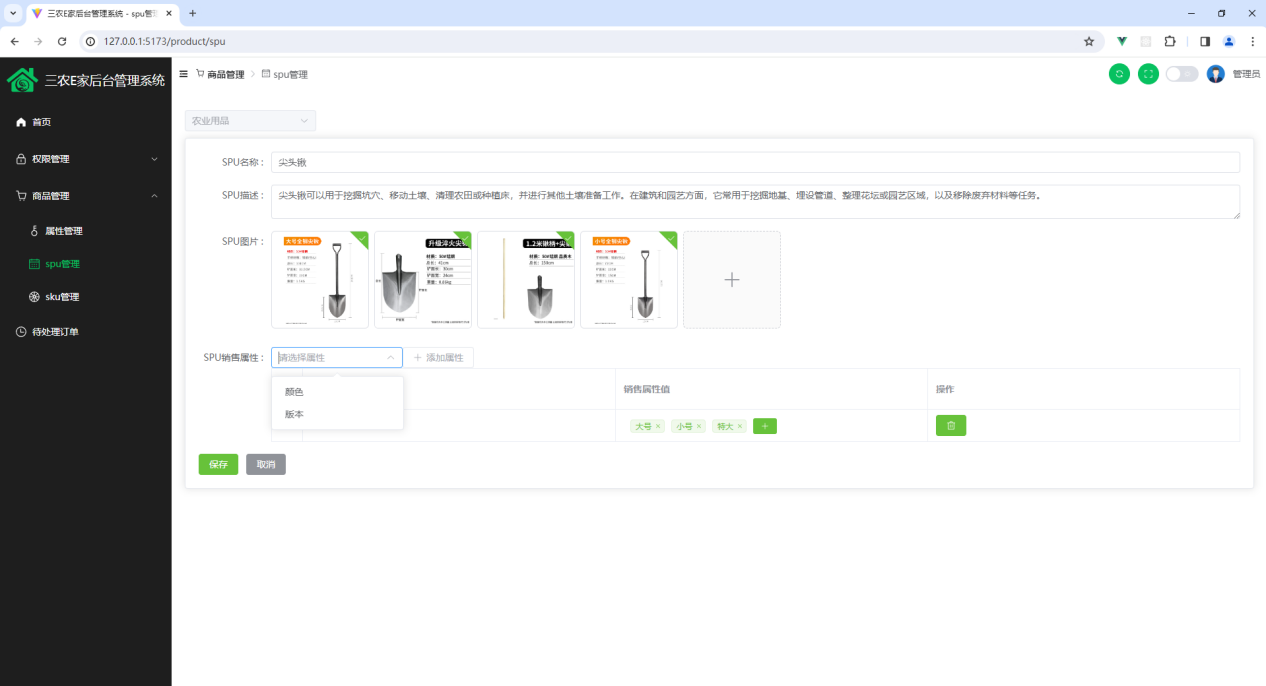 三农E家后台管理系统 - spu管理
127.0.0.1:5173/product/spu
三农E家后台管理系统
商品管理
spu管理
管理员
首页
权限管理
商品管理
属性管理
spu管理
sku管理
待处理订单
农业用品
SPU名称：
尖头锹
SPU描述：
尖头锹可以用于挖掘坑穴、移动土壤、清理农田或种植床，并进行其他土壤准备工作。在建筑和园艺方面，它常用于挖掘地基、埋设管道、整理花坛或园艺区域，以及移除废弃材料等任务。
SPU图片：
大号全钢尖锹
升级淬火尖
1.2米锹柄+尖
小号全钢尖锹
SPU销售属性：
请选择属性
添加属性
颜色
版本
销售属性值
操作
大号
小号
特大
保存
取消